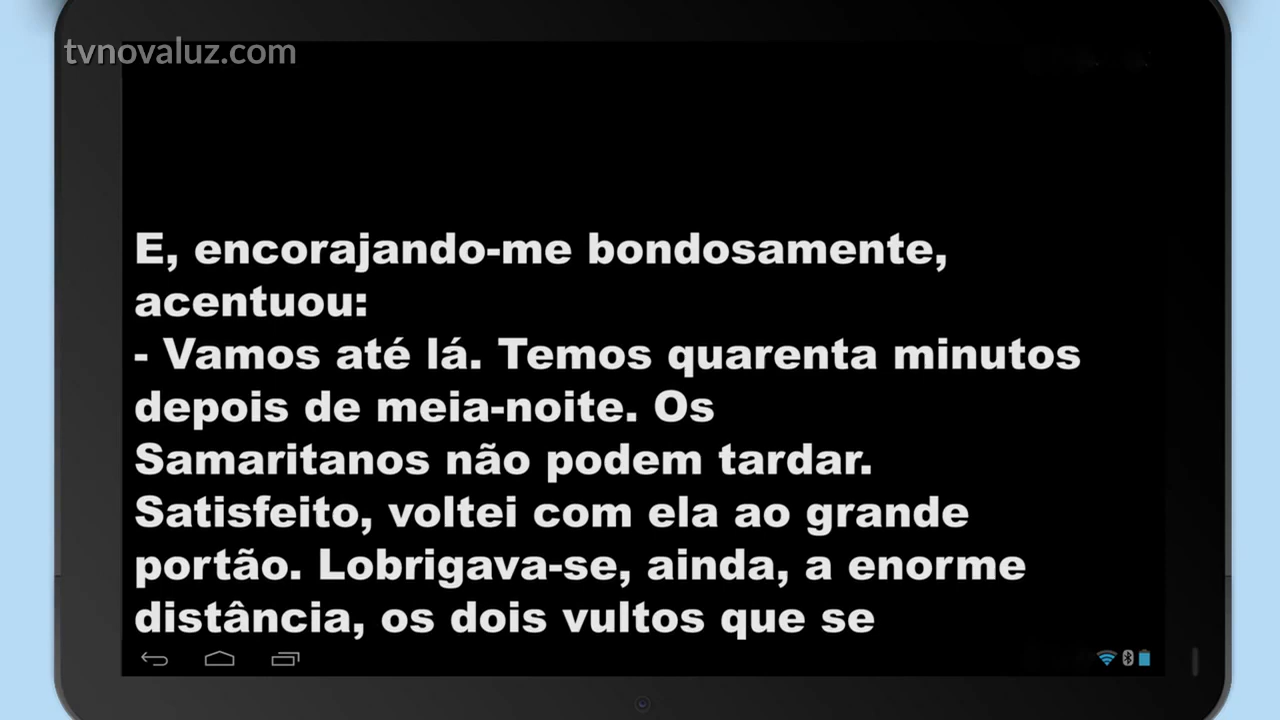 tvnovaluz.com
E, encorajando-me bondosamente,
acentuou:
- Vamos até lá. Temos quarenta minutos
depois de meia-noite. Os
Samaritanos não podem tardar.
Satisfeito, voltei com ela ao grande
portão. Lobrigava-se, ainda, a enorme
distância, os dois vultos que se